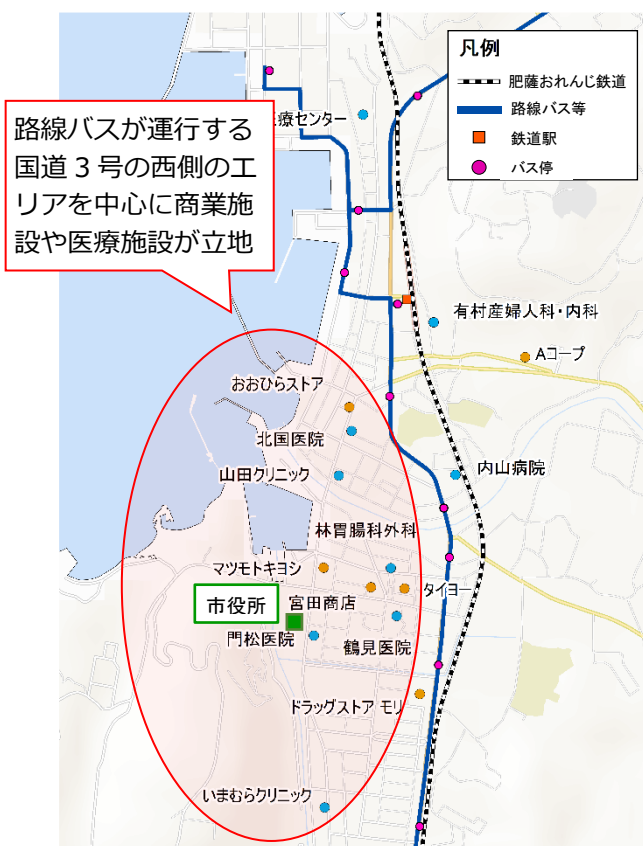 凡例
肥薩おれんじ鉄道
路線バス等
鉄道駅
バス停
路線バスが運行する
国道３号の西側のエ
リアを中心に商業施
設や医療施設が立地
療センター
有村産婦人科・内科
Aコープ
おおひらストア
北国医院
内山病院
山田クリニック
林胃腸科外科
マツモトキヨシ
タイヨー
市役所
宮田商店
門松医院
鶴見医院
ドラッグストア モリ
いまむらクリニック